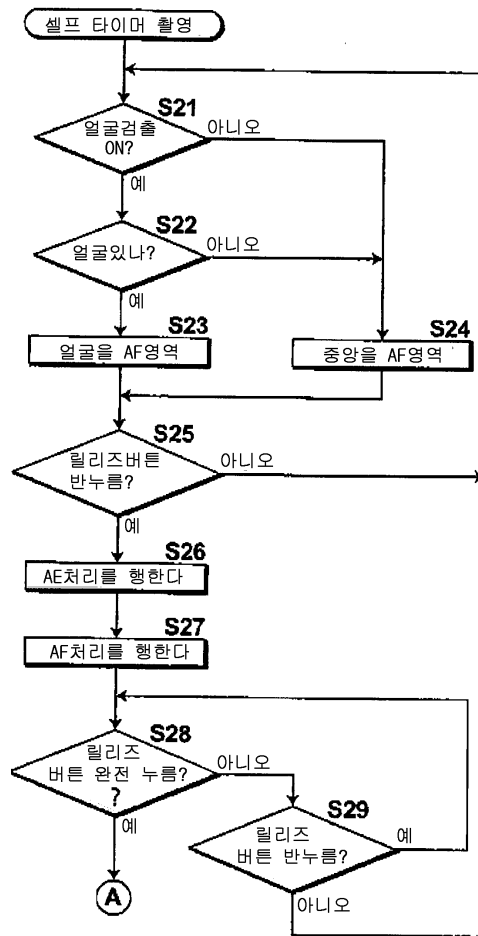 셀프 타이머 촬영
S21
얼굴검출
ON?
아니오
예
S22
얼굴있나?
아니오
예
S23
얼굴을 AF영역
S24
중앙을 AF영역
S25
릴리즈버튼
반누름?
아니오
예
S26
AE처리를 행한다
S27
AF처리를 행한다
S28
릴리즈
버튼 완전 누름?
?
아니오
예
S29
릴리즈
버튼 반누름?
예
아니오
A